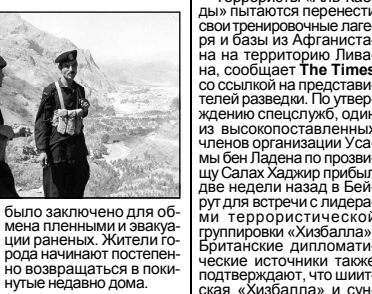 было заключено для об-
мена пленными и эвакуа-
ции раненых. Жители го-
рода начинают постепен-
но возвращаться в поки-
нутые недавно дома.
ды» пытаются перенести
свои тренировочные лаге-
ря и базы из Афганиста-
на на территорию Лива-
на, сообщает The Times
со ссылкой на представи-
телей разведки. По утвер-
ждению спецслужб, один
из высокопоставленных
членов организации Уса-
мы бен Ладена по прозви-
щу Салах Хаджир прибыл
две недели назад в Бей-
рут для встречи с лидера-
ми террористической
группировки «Хизбалла»
Британские дипломати-
ческие источники также
подтверждают, что шиит-
ская «Хизбалла» и сун-